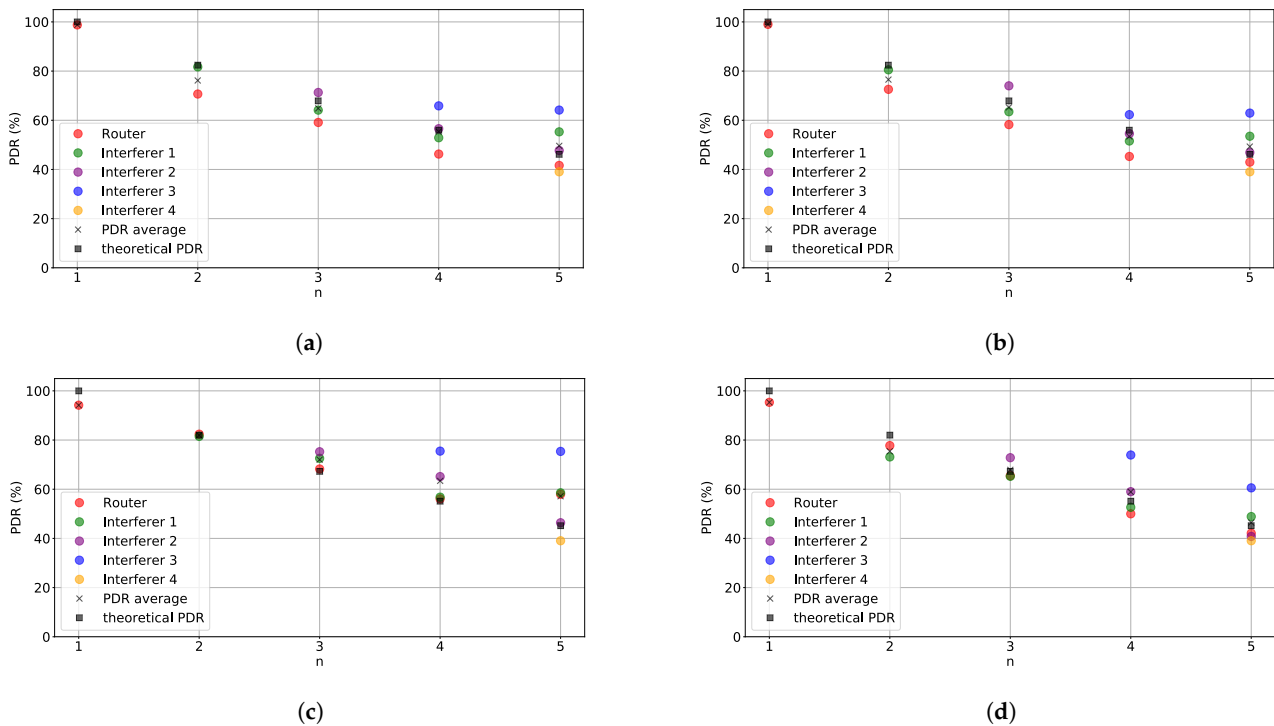 100
80
60
40
20
0
PDR (%)
Router
Interferer 1
Interferer 2
Interferer 3
Interferer 4
PDR average
theoretical PDR
1 2 3 4 5
n
(a)
100
80
60
40
20
0
PDR (%)
Router
Interferer 1
Interferer 2
Interferer 3
Interferer 4
PDR average
theoretical PDR
1 2 3 4 5
n
(b)
100
80
60
40
20
0
PDR (%)
Router
Interferer 1
Interferer 2
Interferer 3
Interferer 4
PDR average
theoretical PDR
1 2 3 4 5
n
(c)
100
80
60
40
20
0
PDR (%)
Router
Interferer 1
Interferer 2
Interferer 3
Interferer 4
PDR average
theoretical PDR
1 2 3 4 5
n
(d)